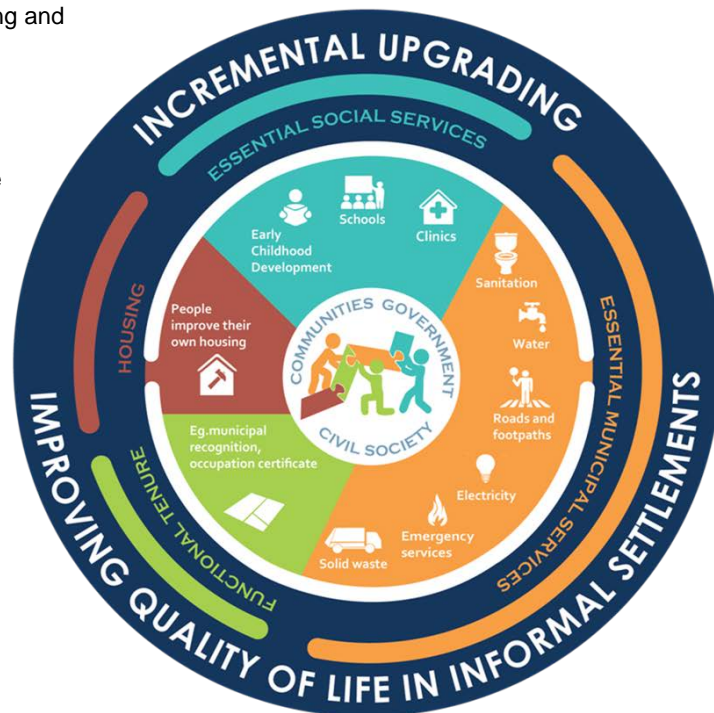 ng and
e
INCREMENTAL UPGRADING
ESSENTIAL SOCIAL SERVICES
Early
Childhood
Development
Schools
Clinics
Sanitation
Water
Roads and
footpaths
Electricity
Emergency
services
Solid waste
ESSENTIAL MUNICIPAL SERVICES
HOUSING
People
improve their
own housing
Eg.municipal
recognition,
occupation certificate
FUNCTIONAL TENURE
COMMUNITIES GOVERNMENT
CIVIL SOCIETY
IMPROVING QUALITY OF LIFE IN INFORMAL SETTLEMENTS